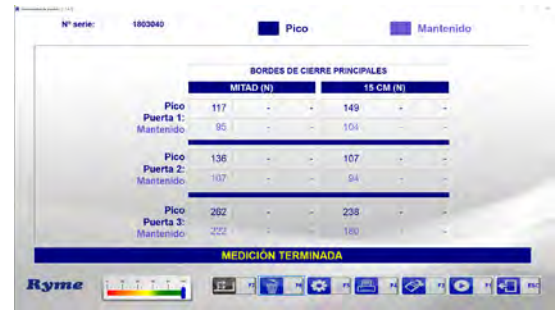 Nº serie: 1803040 Pico Mantenido
BORDES DE CIERRE PRINCIPALES
MITAD (N) 15 CM (N)
Pico 117 - - 149 - -
Puerta 1:
Mantenido 95 - - 104 - -
Pico 136 - - 107 - -
Puerta 2:
Mantenido 107 - - 94 - -
Pico 262 - - 238 - -
Puerta 3:
Mantenido 222 - - 180 - -
MEDICIÓN TERMINADA
Ryme ESC